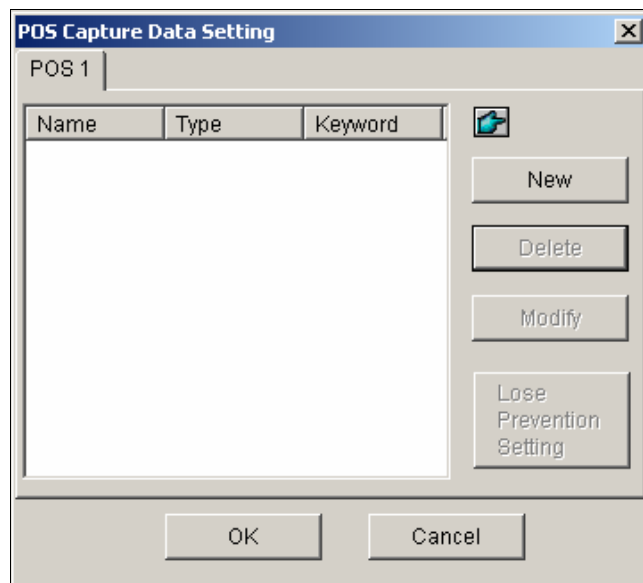 POS Capture Data Setting
POS 1
Name Type Keyword
New
Delete
Modify
Lose
Prevention
Setting
OK Cancel